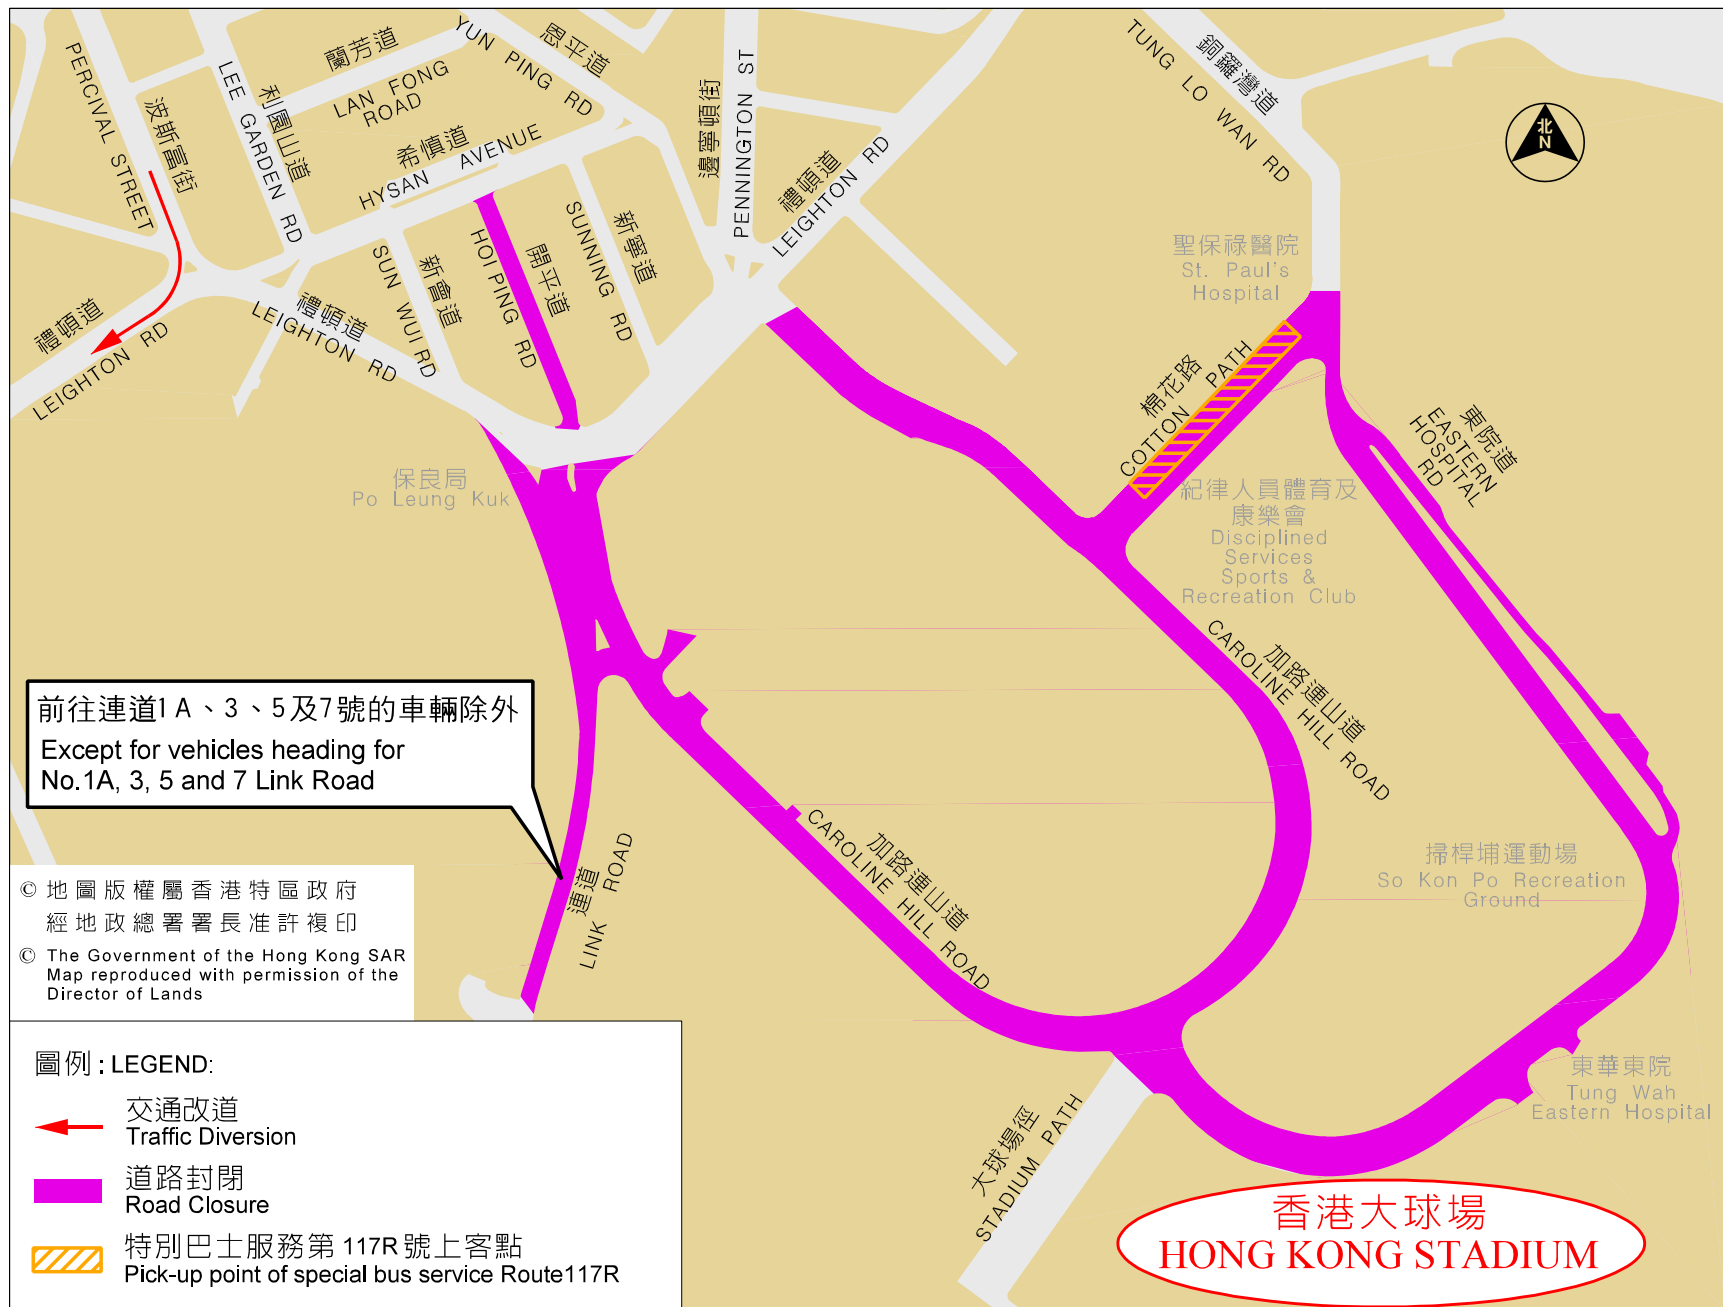 PERCIVAL STREET
波斯富街
LEE GARDEN RD
利園山道
蘭芳道
LAN FONG
ROAD
YUN PING RD
恩平道
希慎道
HYSAN AVENUE
邊寧頓街
PENNINGTON ST
禮頓道
LEIGHTON RD
TUNG LO WAN RD
銅鑼灣道
北
N
聖保祿醫院
St. Paul's
Hospital
禮頓道
LEIGHTON RD
禮頓道
LEIGHTON RD
SUN WUI RD
新會道
HOI PING RD
開平道
SUNNING RD
新寧道
棉花路
COTTON PATH
東院道
EASTERN
HOSPITAL
RD
保良局
Po Leung Kuk
紀律人員體育及
康樂會
Disciplined
Services
Sports &
Recreation Club
加路連山道
CAROLINE HILL ROAD
前往連道1A、3、5及7號的車輛除外
Except for vehicles heading for
No.1A, 3, 5 and 7 Link Road
連道
LINK ROAD
加路連山道
CAROLINE HILL ROAD
掃桿埔運動場
So Kon Po Recreation
Ground
東華東院
Tung Wah
Eastern Hospital
大球場徑
STADIUM PATH
香港大球場
HONG KONG STADIUM
© 地圖版權屬香港特區政府
經地政總署署長准許複印
© The Government of the Hong Kong SAR
Map reproduced with permission of the
Director of Lands
圖例 : LEGEND:
交通改道
Traffic Diversion
道路封閉
Road Closure
特別巴士服務第 117R 號上客點
Pick-up point of special bus service Route117R